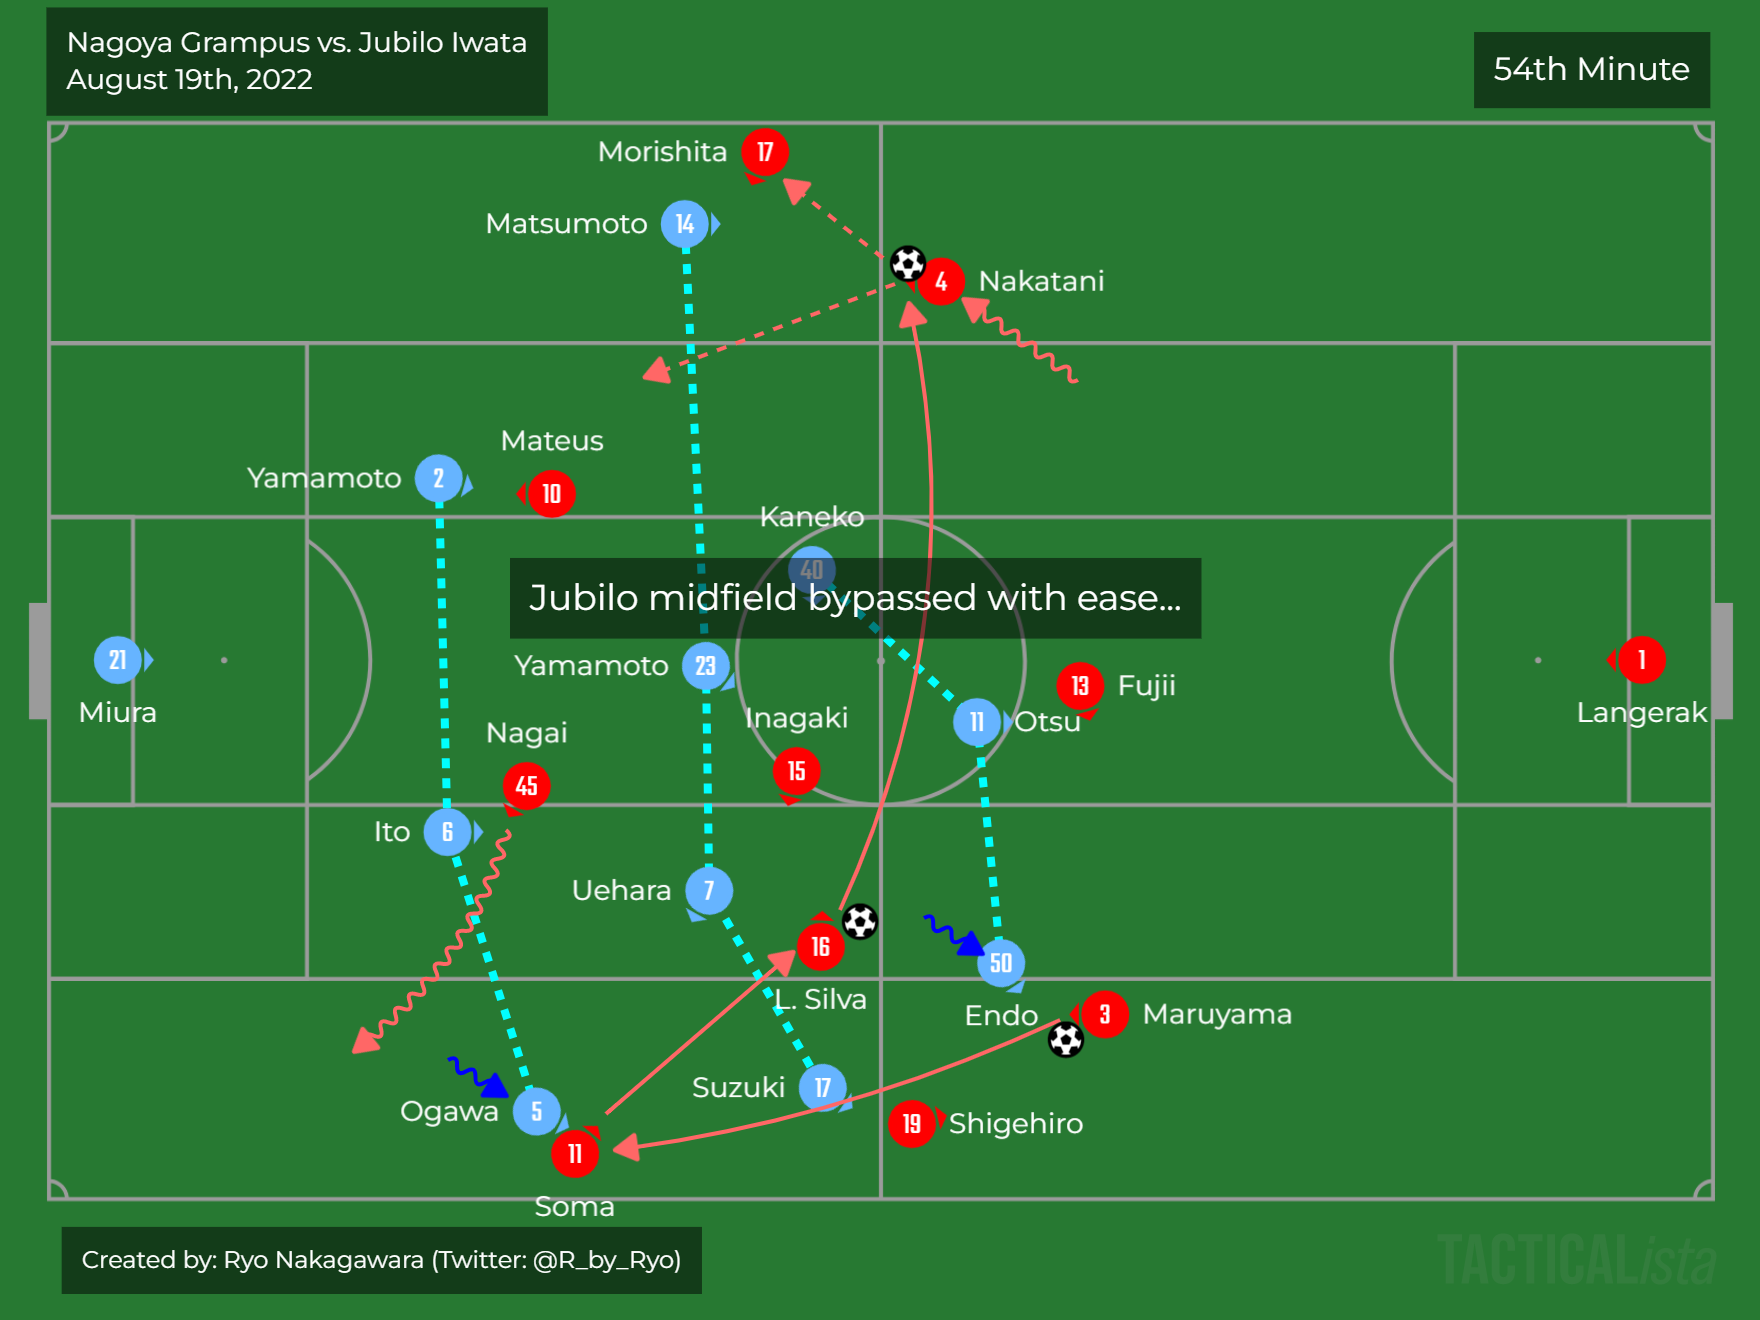 Nagoya Grampus vs. Jubilo Iwata
August 19th, 2022
54th Minute
Morishita
17
Matsumoto
14
4
Nakatani
Mateus
Yamamoto
2
10
Kaneko
40
Jubilo midfield bypassed with ease...
21
Miura
Yamamoto
23
13
Fujii
1
Langerak
11
Otsu
Inagaki
15
Nagai
45
Ito
6
Uehara
7
16
L. Silva
50
Endo
3
Maruyama
Suzuki
17
Ogawa
5
19
Shigehiro
11
Soma
Created by: Ryo Nakagawara (Twitter: @R_by_Ryo)
TACTICALista